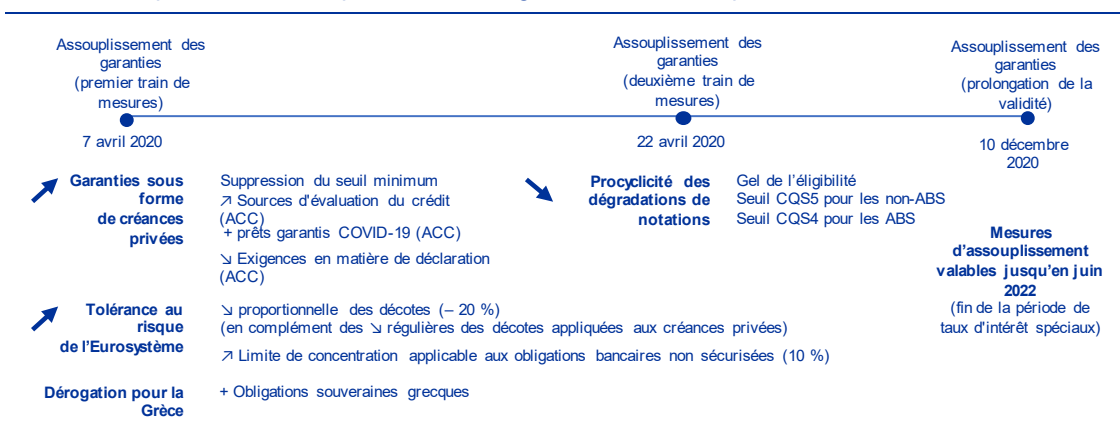 Assouplissement des
garanties
(premier train de
mesures)
7 avril 2020
Assouplissement des
garanties
(deuxième train de
mesures)
22 avril 2020
Assouplissement des
garanties
(prolongation de la
validité)
10 décembre
2020
Garanties sous
forme
de créances
privées
Suppression du seuil minimum
↗ Sources d'évaluation du crédit
(ACC)
+ prêts garantis COVID-19 (ACC)
↘ Exigences en matière de déclaration
(ACC)
Procyclicité des
dégradations de
notations
Gel de l'éligibilité
Seuil CQS5 pour les non-ABS
Seuil CQS4 pour les ABS
Mesures
d'assouplissement
valables jusqu'en juin
2022
(fin de la période de
taux d'intérêt spéciaux)
Tolérance au
risque
de l'Eurosystème
↘ proportionnelle des décotes (– 20 %)
(en complément des ↘ régulières des décotes appliquées aux créances privées)
↗ Limite de concentration applicable aux obligations bancaires non sécurisées (10 %)
Dérogation pour la
Grèce
+ Obligations souveraines grecques